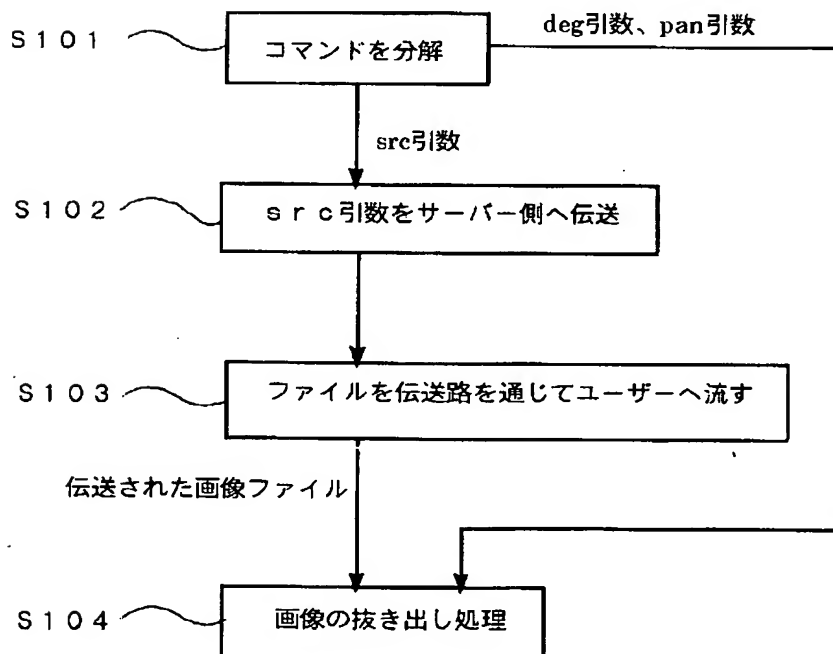 deg引数、pan引数
S101
コマンドを分解
src引数
S102
src引数をサーバー側へ伝送
S103
ファイルを伝送路を通じてユーザーへ流す
伝送された画像ファイル
S104
画像の抜き出し処理